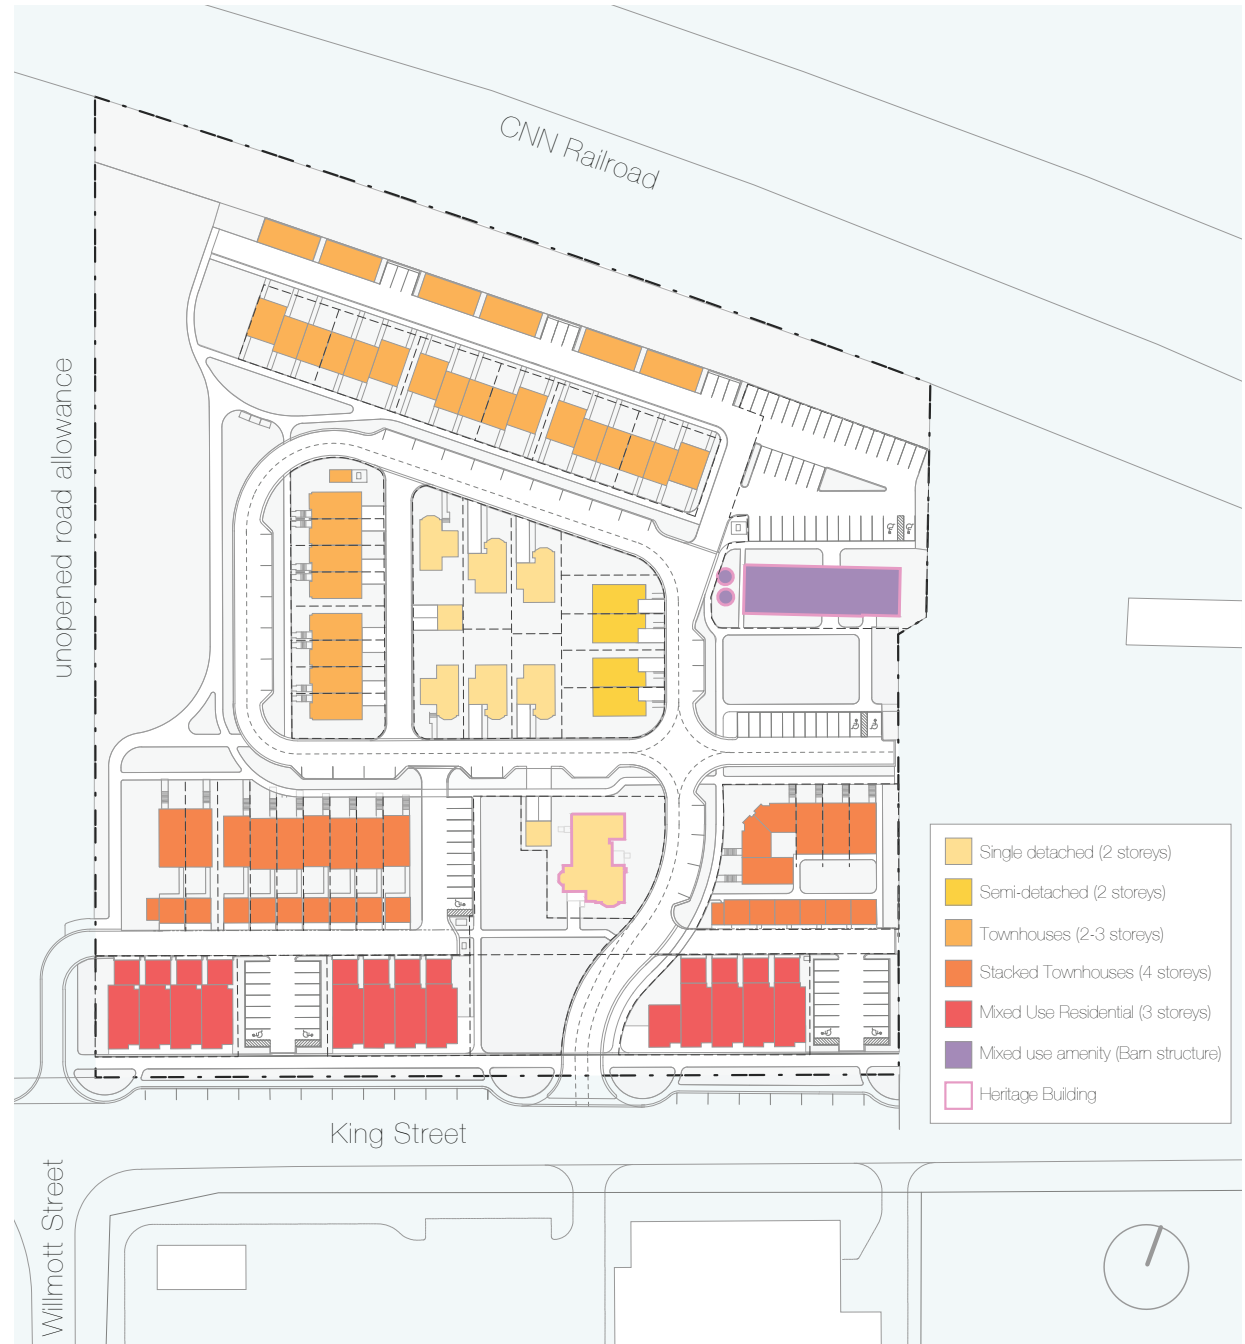 CNN Railroad
unopened road allowance
Single detached (2 storeys)
Semi-detached (2 storeys)
Townhouses (2-3 storeys)
Stacked Townhouses (4 storeys)
Mixed Use Residential (3 storeys)
Mixed use amenity (Barn structure)
Heritage Building
King Street
Willmott Street